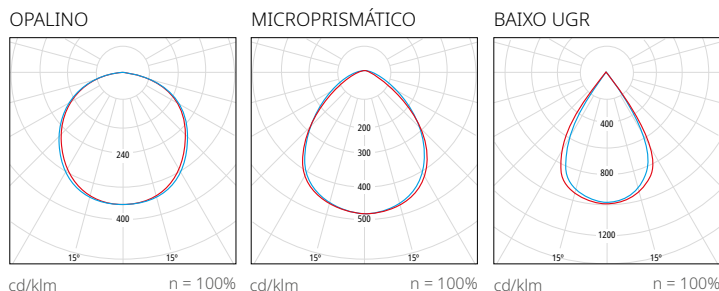 OPALINO
240
400
15° 15°
cd/klm n = 100%
MICROPRISMÁTICO
200
300
400
500
15° 15°
cd/klm n = 100%
BAIXO UGR
400
800
1200
15° 15°
cd/klm n = 100%